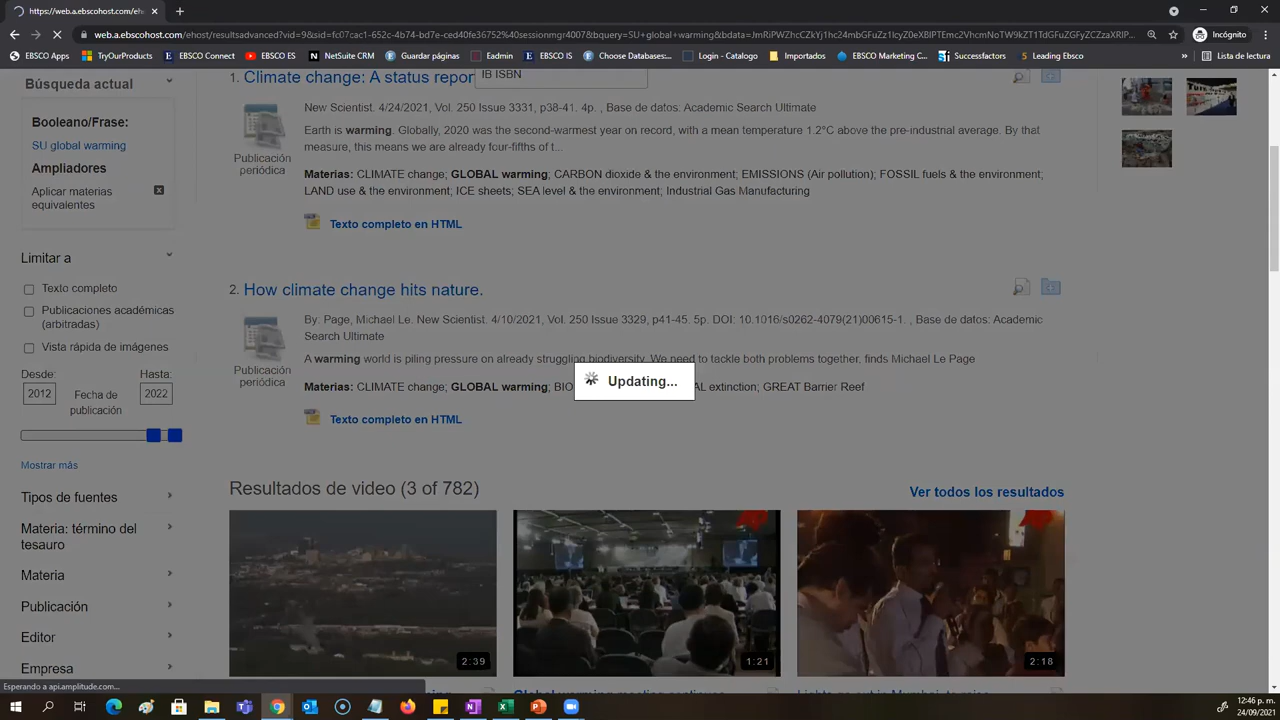 https://web.a.ebscohost.com/eh
web.a.ebscohost.com/ehost/resultsadvanced?vid=9&sid=fc07cac1-652c-4b74-bd7e-ced40fe36752%40sessionmgr4007&bquery=SU+global+warming&bdata=
Incógnito
Apps TryOurProducts EBSCO Connect EBSCO ES NetSuite CRM Guardar páginas Eadmin EBSCO IS Choose Databases:... Login - Catalogo Importados EBSCO Marketing C... Successfactors Leading Ebsco Lista de lectura
Búsqueda actual
Booleano/Frase:
SU global warming
Ampliadores
Aplicar materias
equivalentes
Limitar a
Texto completo
Publicaciones académicas
(arbitradas)
Vista rápida de imágenes
Desde:
Hasta:
2012
Fecha de
publicación
2022
Mostrar más
Tipos de fuentes
Materia: término del
tesauro
Materia
Publicación
Editor
Empresa
1. Climate change: A status repor
IB ISBN
New Scientist. 4/24/2021, Vol. 250 Issue 3331, p38-41. 4p. , Base de datos: Academic Search Ultimate
Publicación
periódica
Earth is warming. Globally, 2020 was the second-warmest year on record, with a mean temperature 1.2°C above the pre-industrial average. By that
measure, this means we are already four-fifths of t...
Materias: CLIMATE change; GLOBAL warming; CARBON dioxide & the environment; EMISSIONS (Air pollution); FOSSIL fuels & the environment;
LAND use & the environment; ICE sheets; SEA level & the environment; Industrial Gas Manufacturing
Texto completo en HTML
2. How climate change hits nature.
By: Page, Michael Le. New Scientist. 4/10/2021, Vol. 250 Issue 3329, p41-45. 5p. DOI: 10.1016/s0262-4079(21)00615-1. , Base de datos: Academic
Search Ultimate
Publicación
periódica
A warming world is piling pressure on already struggling biodiversity. We need to tackle both problems together, finds Michael Le Page
Materias: CLIMATE change; GLOBAL warming; BIO
AL extinction; GREAT Barrier Reef
Updating...
Texto completo en HTML
Resultados de video (3 of 782)
Ver todos los resultados
2:39
1:21
2:18
Esperando a api.amplitude.com...
Global warming meeting continues
12:46 p. m.
24/09/2021